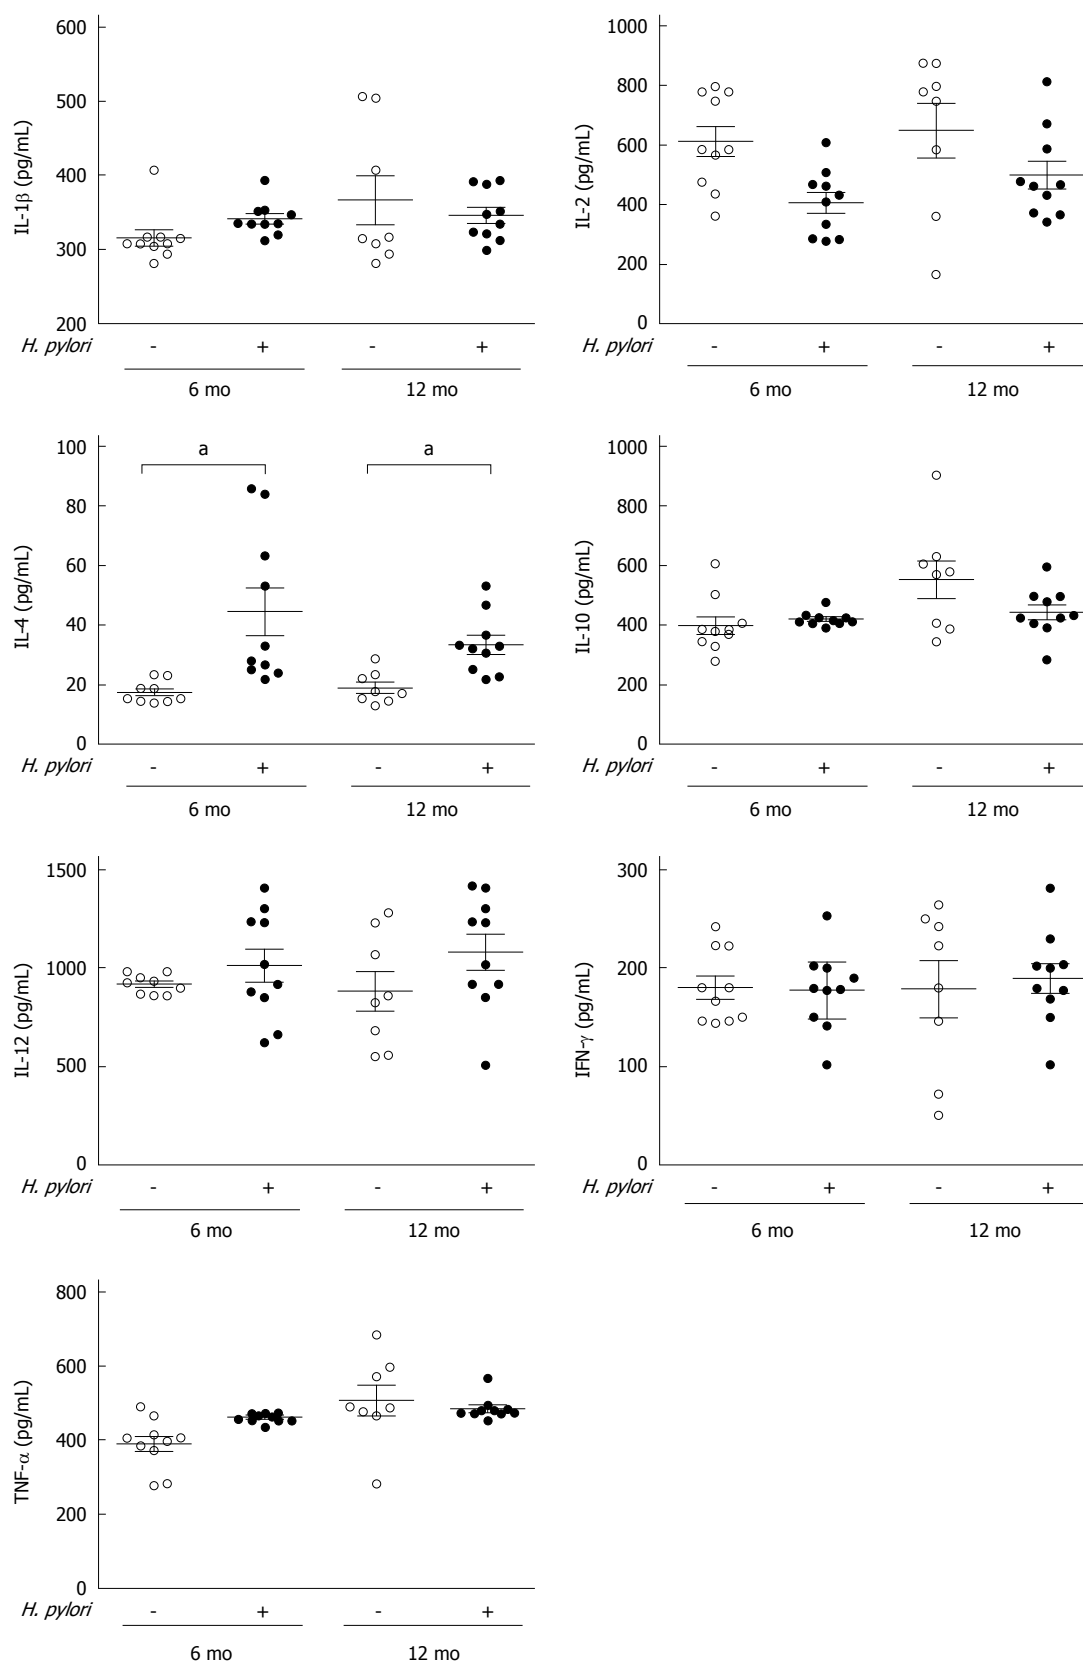 600
500
400
300
200
IL-1β (pg/mL)
H. pylori - + - +
6 mo 12 mo
1000
800
600
400
200
0
IL-2 (pg/mL)
- + - +
6 mo 12 mo
100
80
60
40
20
0
IL-4 (pg/mL)
a a
H. pylori - + - +
6 mo 12 mo
1000
800
600
400
200
0
IL-10 (pg/mL)
- + - +
6 mo 12 mo
1500
1000
500
0
IL-12 (pg/mL)
H. pylori - + - +
6 mo 12 mo
300
200
100
0
IFN-γ (pg/mL)
- + - +
6 mo 12 mo
800
600
400
200
0
TNF-α (pg/mL)
H. pylori - + - +
6 mo 12 mo